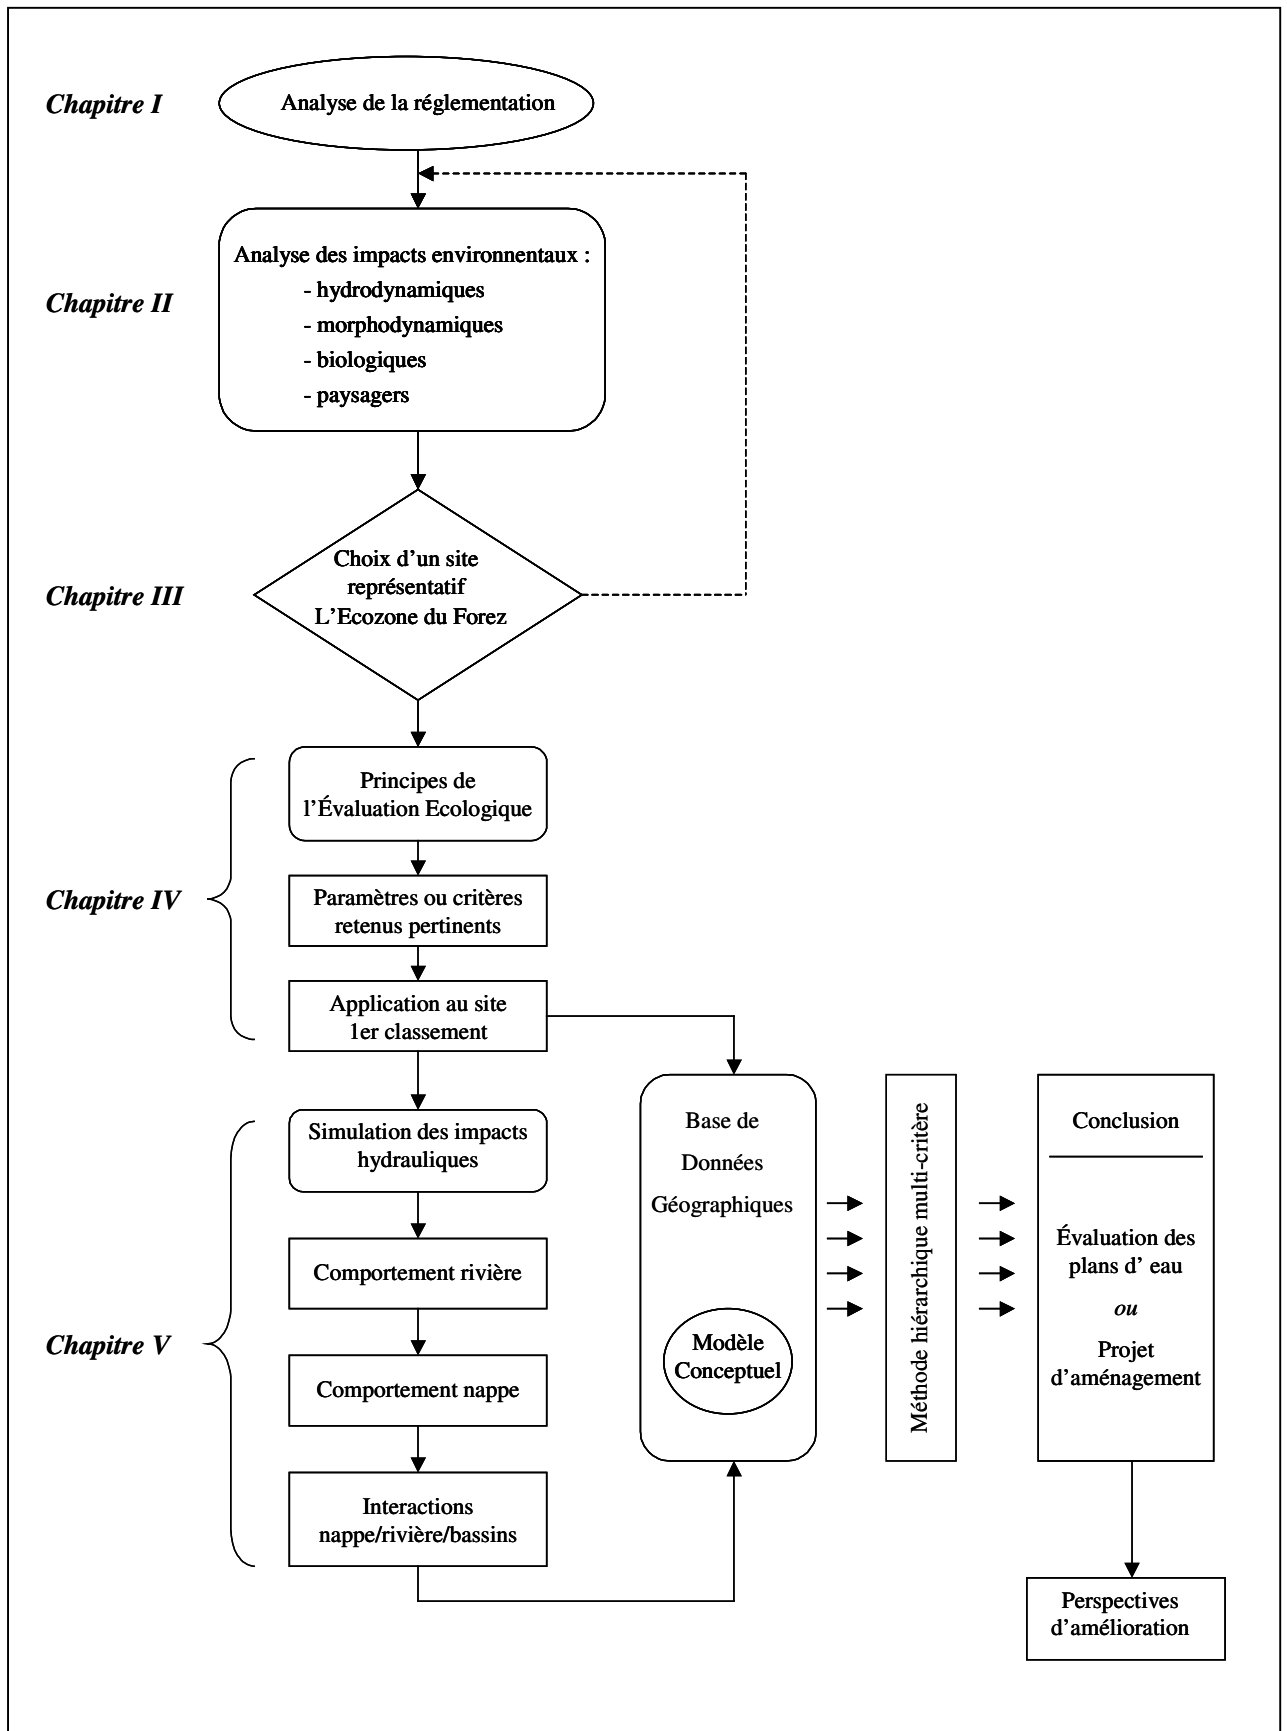 Chapitre I
Analyse de la réglementation
Chapitre II
Analyse des impacts environnementaux :
- hydrodynamiques
- morphodynamiques
- biologiques
- paysagers
Chapitre III
Choix d’un site
représentatif
L’Ecozone du Forez
Chapitre IV
Principes de
l’Évaluation Ecologique
Paramètres ou critères
retenus pertinents
Application au site
1er classement
Chapitre V
Simulation des impacts
hydrauliques
Comportement rivière
Comportement nappe
Interactions
nappe/rivière/bassins
Base de
Données
Géographiques
Modèle
Conceptuel
Méthode hiérarchique multi-critère
Conclusion
Évaluation des
plans d’ eau
ou
Projet
d’aménagement
Perspectives
d’amélioration